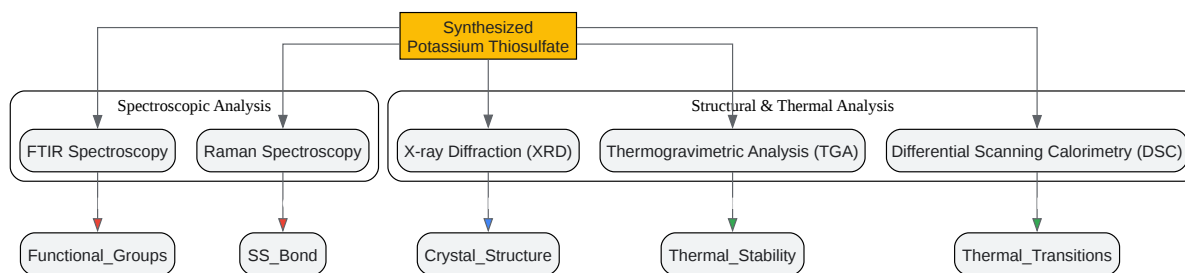 Synthesized
Potassium Thiosulfate
Spectroscopic Analysis
Structural & Thermal Analysis
FTIR Spectroscopy
Raman Spectroscopy
X-ray Diffraction (XRD)
Thermogravimetric Analysis (TGA)
Differential Scanning Calorimetry (DSC)
Functional_Groups
SS_Bond
Crystal_Structure
Thermal_Stability
Thermal_Transitions